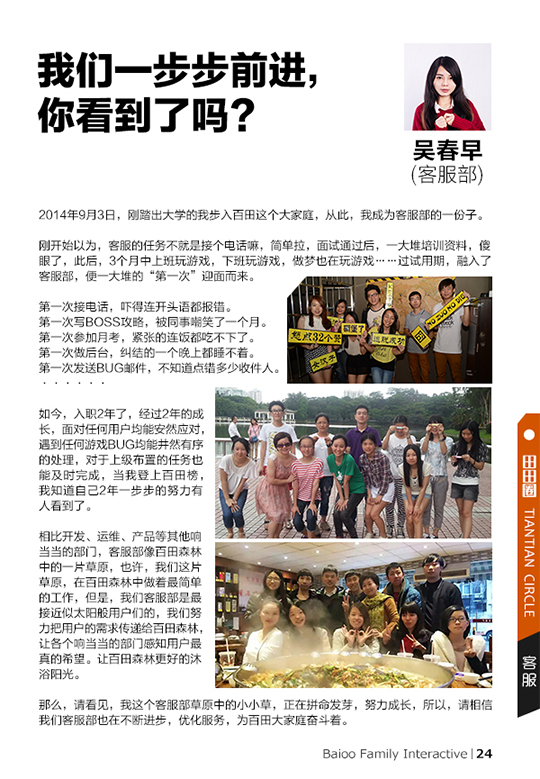 我们一步步前进，
你看到了吗？
吴春早
(客服部)
2014年9月3日，刚踏出大学的我步入百田这个大家庭，从此，我成为客服部的一份子。
刚开始以为，客服的任务不就是接个电话嘛，简单拉，面试通过后，一大堆培训资料，傻
眼了，此后，3个月中上班玩游戏，下班玩游戏，做梦也在玩游戏……过试用期，融入了
客服部，便一大堆的“第一次”迎面而来。
第一次接电话，吓得连开头语都报错。
第一次写BOSS攻略，被同事嘲笑了一个月。
第一次参加月考，紧张的连饭都吃不下了。
第一次做后台，纠结的一个晚上都睡不着。
第一次发送BUG邮件，不知道点错多少收件人。
······
NO ZUO NO DIE
逃脱成功
如今，入职2年了，经过2年的成
长，面对任何用户均能安然应对，
遇到任何游戏BUG均能井然有序
的处理，对于上级布置的任务也
能及时完成，当我登上百田榜，
我知道自己2年一步步的努力有
人看到了。
相比开发、运维、产品等其他响
当当的部门，客服部像百田森林
中的一片草原，也许，我们这片
草原，在百田森林中做着最简单
的工作，但是，我们客服部是最
接近似太阳般用户们的，我们努
力把用户的需求传递给百田森林，
让各个响当当的部门感知用户最
真的希望。让百田森林更好的沐
浴阳光。
那么，请看见，我这个客服部草原中的小小草，正在拼命发芽，努力成长，所以，请相信
我们客服部也在不断进步，优化服务，为百田大家庭奋斗着。
田田圈 TIANTIAN CIRCLE
客服
Baioo Family Interactive | 24